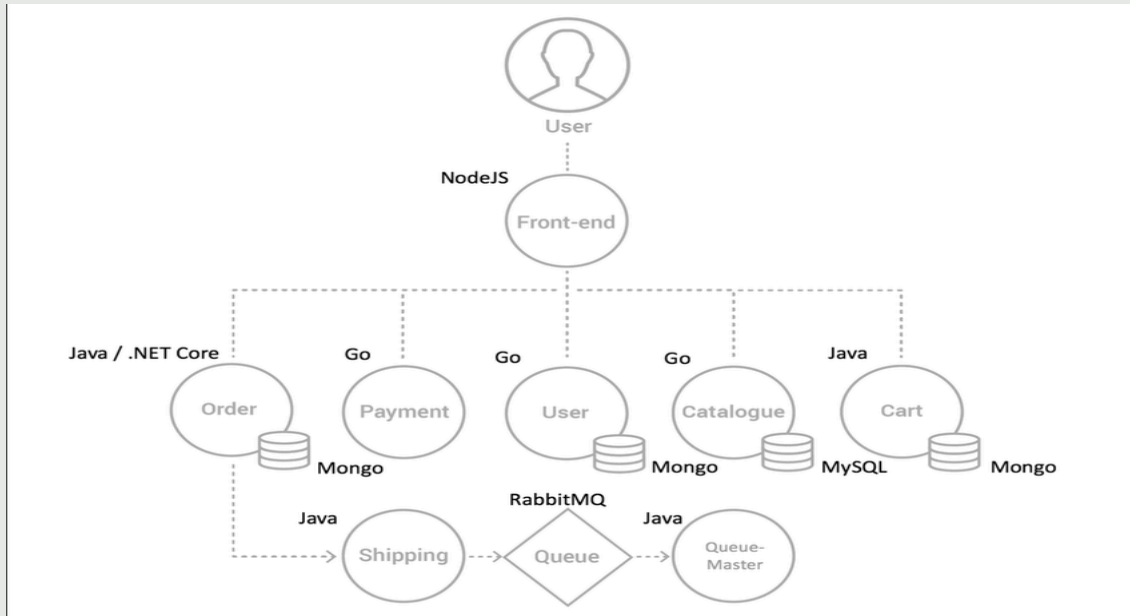 User
NodeJS
Front-end
Java / .NET Core
Go
Go
Go
Java
Order
Payment
User
Catalogue
Cart
Mongo
Mongo
MySQL
Mongo
RabbitMQ
Java
Java
Shipping
Queue
Queue-
Master